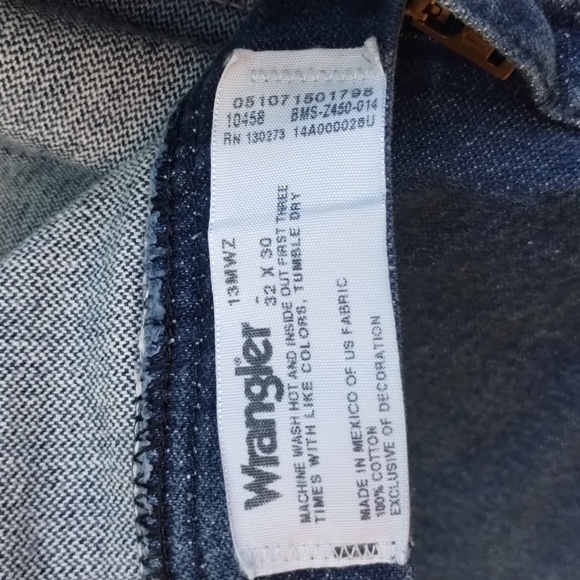 051071501798
10458 BMS-Z450-014
RN 130273 14A000026U
13MWZ
32 X 30
Wrangler®
MACHINE WASH HOT AND INSIDE OUT FIRST THREE
TIMES WITH LIKE COLORS, TUMBLE DRY
MADE IN MEXICO OF US FABRIC
100% COTTON
EXCLUSIVE OF DECORATION